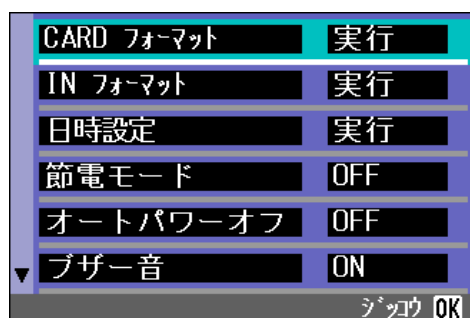 CARD フォーマット 実行
IN フォーマット 実行
日時設定 実行
節電モード OFF
オートパワーオフ OFF
ブザー音 ON
ジッコウ OK